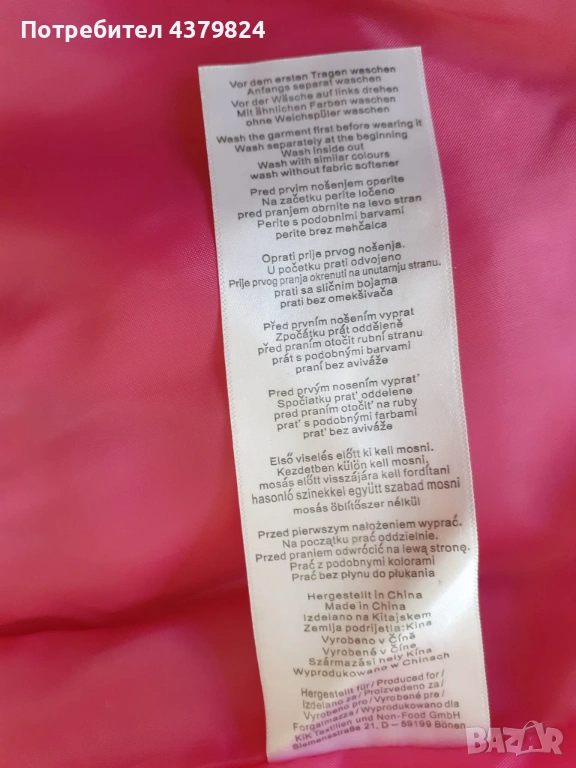 Потребител 4379824
Vor dem ersten Tragen waschen
Anfangs separat waschen
Vor der Wäsche auf links drehen
Mit ähnlichen Farben waschen
ohne Weichspüler waschen
Wash the garment first before wearing it
Wash separately at the beginning
Wash inside out
Wash with similar colours
wash without fabric softener
Pred prvim nošenjem operite
Na začetku perite ločeno
pred pranjem obrnite na levo stran
Perite s podobnimi barvami
perite brez mehčalca
Oprati prije prvog nošenja.
U početku prati odvojeno
Prije prvog pranja okrenuti na unutarnju stranu.
prati sa sličnim bojama
prati bez omekšivača
Před prvním nošením vyprat
Zpočátku prát odděleně
před praním otočit rubní stranu
prát s podobnými barvami
praní bez aviváže
Pred prvým nosením vyprat'
Spočiatku prat' oddelene
pred praním otočit' na ruby
prat' s podobnými farbami
prat' bez aviváže
Első viselés előtt ki kell mosni.
Kezdetben külön kell mosni,
mosás előtt visszájára kell fordítani
hasonló színekkel együtt szabad mosni
mosás öblítőszer nélkül
Przed pierwszym nałożeniem wyprać.
Na początku prać oddzielnie.
Przed praniem odwrócić na lewą stronę.
Prać z podobnymi kolorami
Prać bez płynu do płukania
Hergestellt in China
Made in China
Izdelano na Kitajskem
Zemlja podrijetla: Kina
Vyrobeno v Číně
Vyrobené v Číne
Származási hely Kína
Wyprodukowano w Chinach
Hergestellt für / Produced for /
Izdelano za / Proizvedeno za /
Vyrobeno pro / Vyrobené pre /
Forgalmazza / Wyprodukowano dla
KiK Textilien und Non-Food GmbH
Siemensstraße 21, D – 59199 Bönen
BAZAR